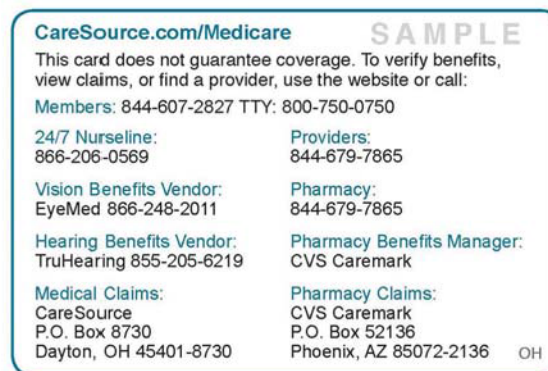 CareSource.com/Medicare SAMPLE
This card does not guarantee coverage. To verify benefits,
view claims, or find a provider, use the website or call:
Members: 844-607-2827 TTY: 800-750-0750
24/7 Nurseline:
866-206-0569
Providers:
844-679-7865
Vision Benefits Vendor:
EyeMed 866-248-2011
Pharmacy:
844-679-7865
Hearing Benefits Vendor:
TruHearing 855-205-6219
Pharmacy Benefits Manager:
CVS Caremark
Medical Claims:
CareSource
P.O. Box 8730
Dayton, OH 45401-8730
Pharmacy Claims:
CVS Caremark
P.O. Box 52136
Phoenix, AZ 85072-2136
OH